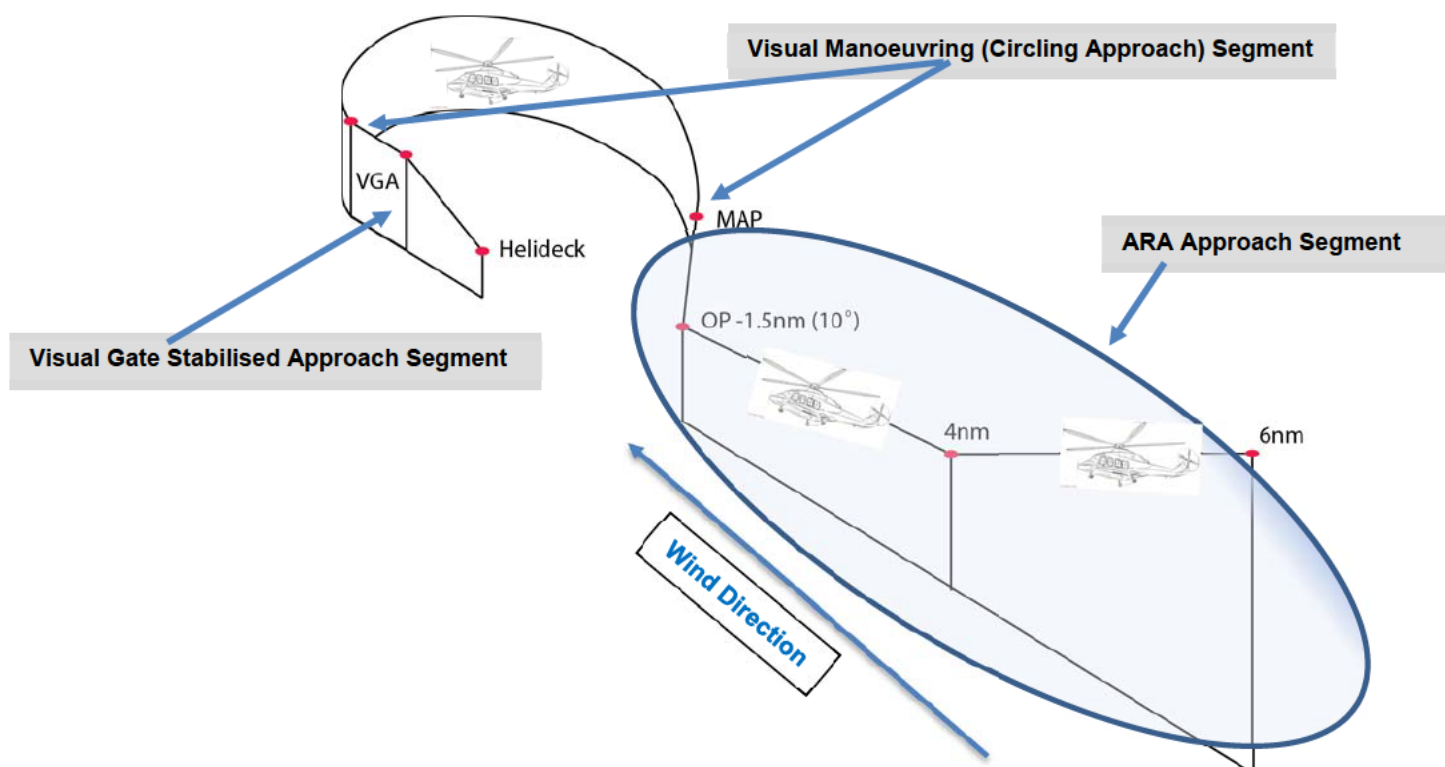 Visual Manoeuvring (Circling Approach) Segment
VGA
MAP
Helideck
ARA Approach Segment
OP -1.5nm (10°)
Visual Gate Stabilised Approach Segment
4nm
6nm
Wind Direction